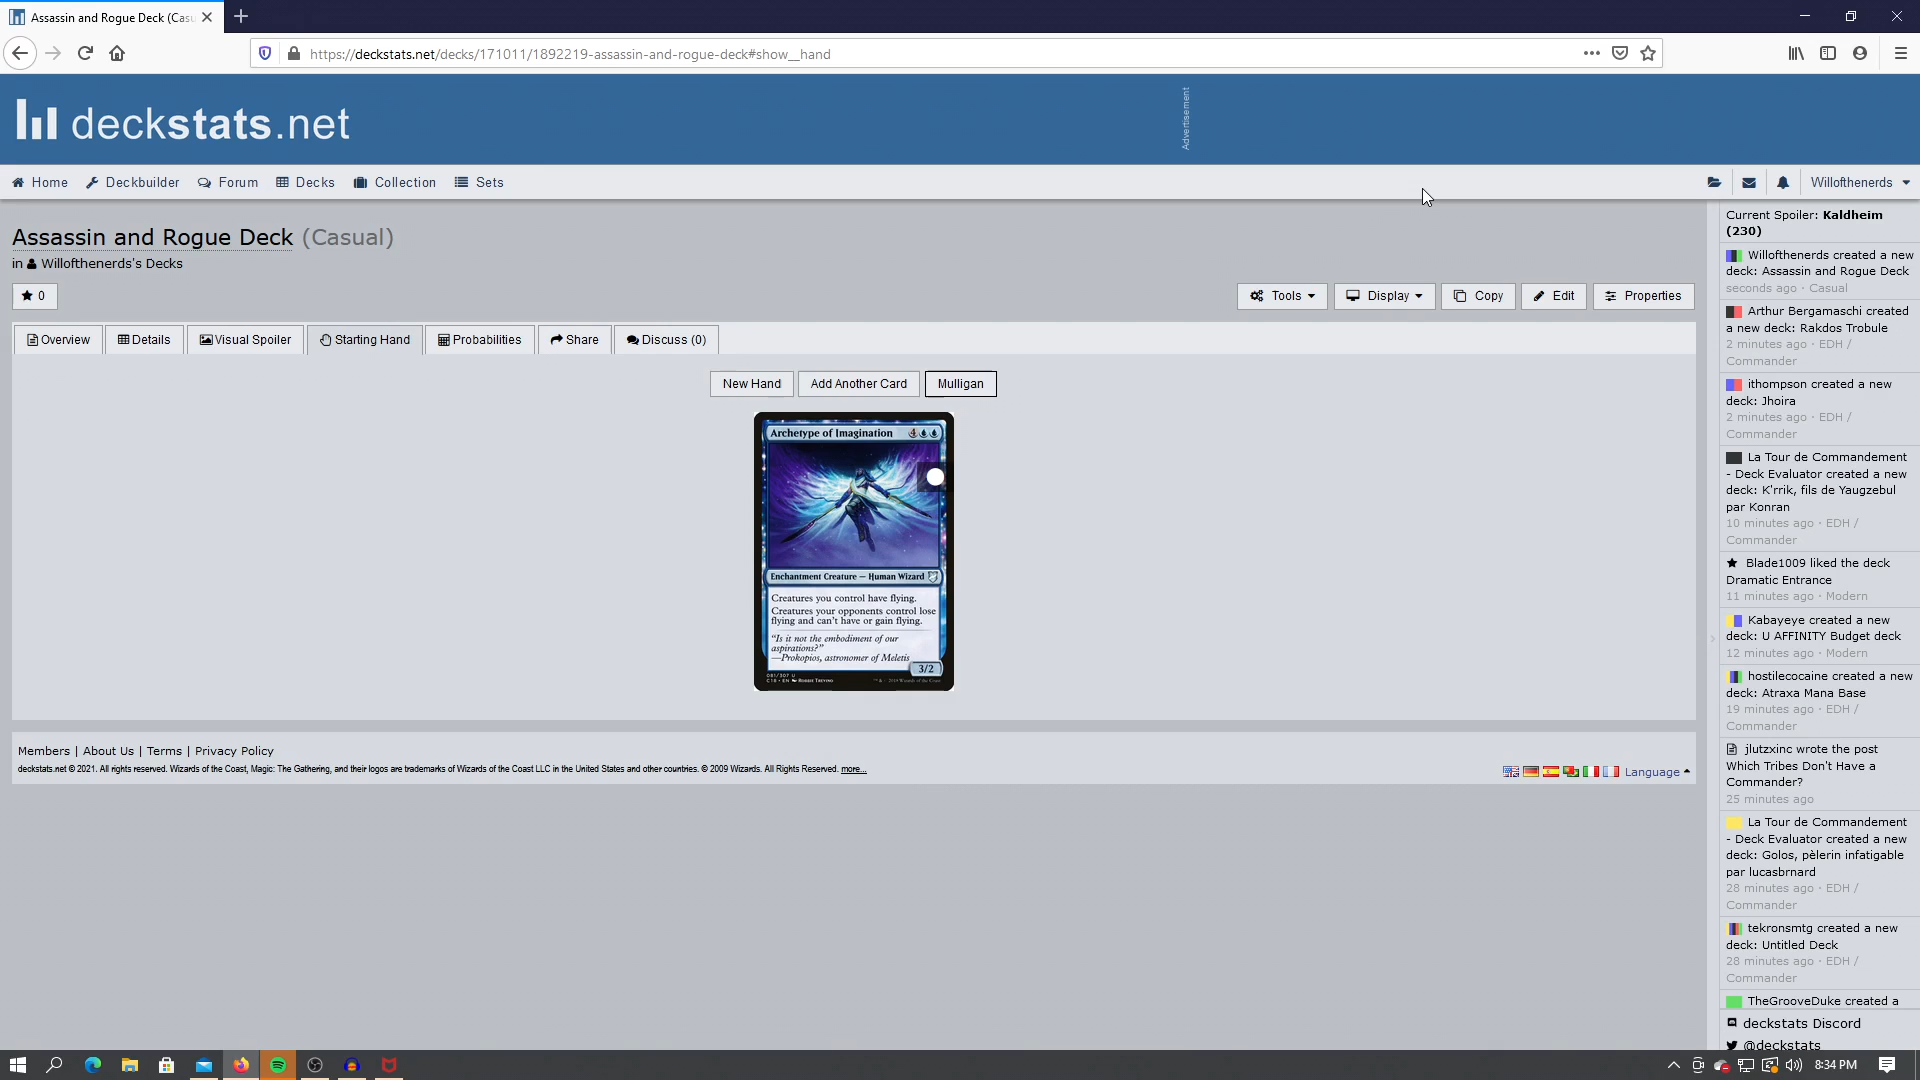 Assassin and Rogue Deck (Casu
https://deckstats.net/decks/171011/1892219-assassin-and-rogue-deck#show__hand
deckstats.net
Advertisement
Home Deckbuilder Forum Decks Collection Sets
Willofthenerds
Assassin and Rogue Deck (Casual)
in Willofthenerds's Decks
0
Tools Display Copy Edit Properties
Overview Details Visual Spoiler Starting Hand Probabilities Share Discuss (0)
New Hand Add Another Card Mulligan
Archetype of Imagination 4
Enchantment Creature — Human Wizard
Creatures you control have flying.
Creatures your opponents control lose
flying and can't have or gain flying.
"Is it not the embodiment of our
aspirations?"
—Prokopios, astronomer of Meletis
3/2
081/307 U
C18 • EN Robbie Trevino
Members | About Us | Terms | Privacy Policy
deckstats.net © 2021. All rights reserved. Wizards of the Coast, Magic: The Gathering, and their logos are trademarks of Wizards of the Coast LLC in the United States and other countries. © 2009 Wizards. All Rights Reserved. more...
Language
Current Spoiler: Kaldheim
(230)
Willofthenerds created a new
deck: Assassin and Rogue Deck
seconds ago · Casual
Arthur Bergamaschi created
a new deck: Rakdos Trobule
2 minutes ago · EDH /
Commander
ithompson created a new
deck: Jhoira
2 minutes ago · EDH /
Commander
La Tour de Commandement
- Deck Evaluator created a new
deck: K'rrik, fils de Yaugzebul
par Konran
10 minutes ago · EDH /
Commander
Blade1009 liked the deck
Dramatic Entrance
11 minutes ago · Modern
Kabayeye created a new
deck: U AFFINITY Budget deck
12 minutes ago · Modern
hostilecocaine created a new
deck: Atraxa Mana Base
19 minutes ago · EDH /
Commander
jlutzxinc wrote the post
Which Tribes Don't Have a
Commander?
25 minutes ago
La Tour de Commandement
- Deck Evaluator created a new
deck: Golos, pèlerin infatigable
par lucasbrnard
28 minutes ago · EDH /
Commander
tekronsmtg created a new
deck: Untitled Deck
28 minutes ago · EDH /
Commander
TheGrooveDuke created a
deckstats Discord
@deckstats
8:34 PM